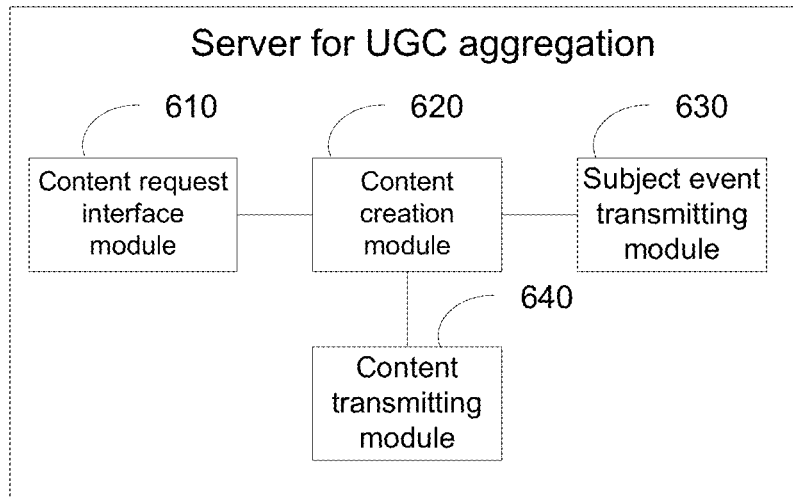 Server for UGC aggregation
610
620
630
Content request
interface
module
Content
creation
module
Subject event
transmitting
module
640
Content
transmitting
module